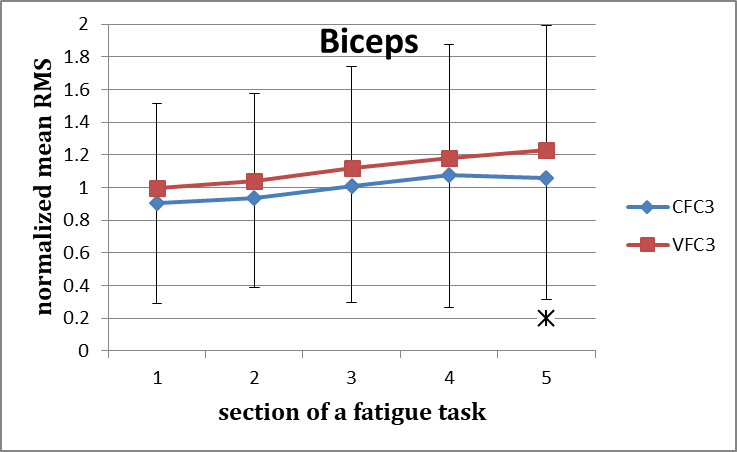 Biceps
normalized mean RMS
2
1.8
1.6
1.4
1.2
1
0.8
0.6
0.4
0.2
0
1 2 3 4 5
section of a fatigue task
CFC3
VFC3